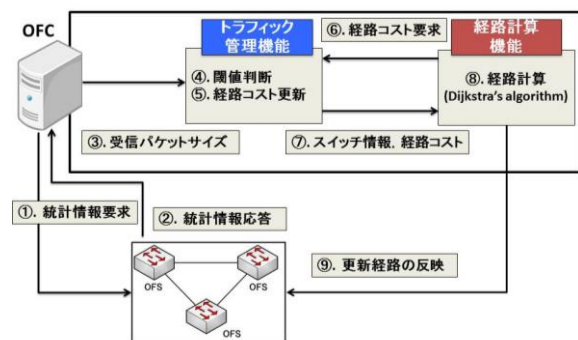 OFC
トラフィック
管理機能
④. 閾値判断
⑤. 経路コスト更新
⑥. 経路コスト要求
経路計算
機能
⑧. 経路計算
(Dijkstra's algorithm)
③. 受信パケットサイズ
⑦. スイッチ情報, 経路コスト
①. 統計情報要求
②. 統計情報応答
⑨. 更新経路の反映
OFS
OFS
OFS